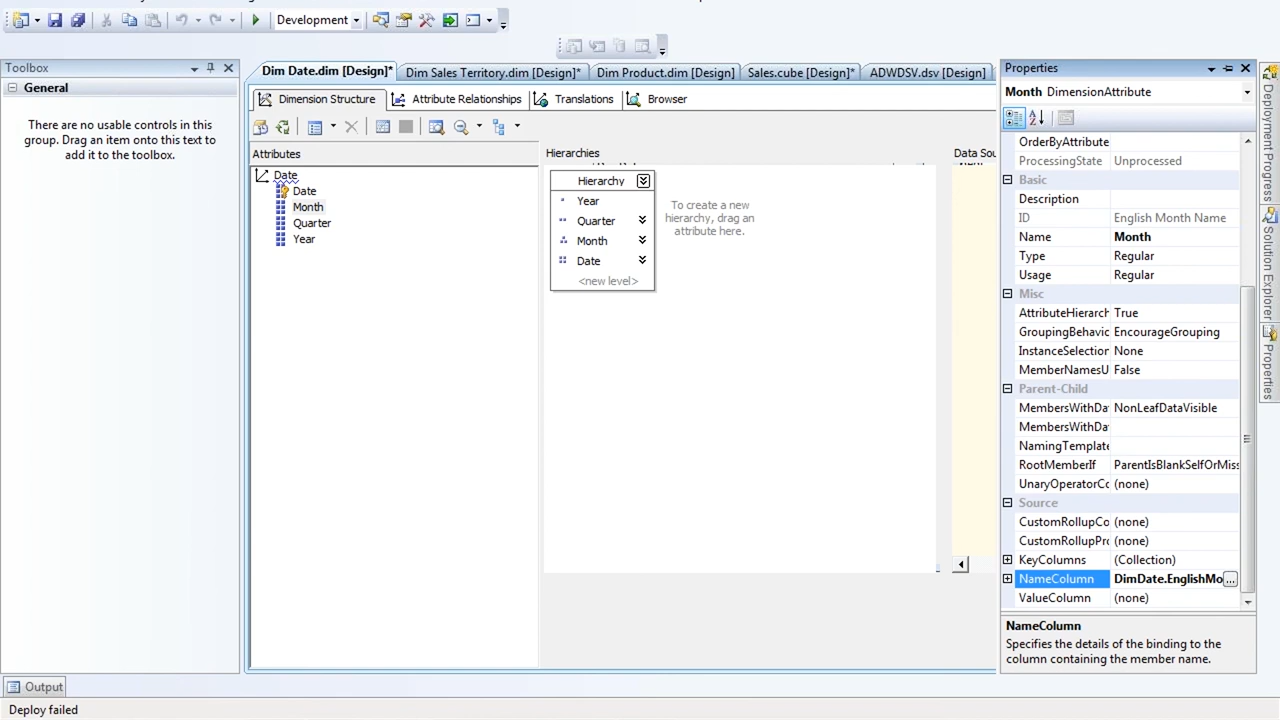 Development
Toolbox
General
There are no usable controls in this
group. Drag an item onto this text to
add it to the toolbox.
Dim Date.dim [Design]*
Dim Sales Territory.dim [Design]*
Dim Product.dim [Design]
Sales.cube [Design]*
ADWDSV.dsv [Design]
Dimension Structure
Attribute Relationships
Translations
Browser
Attributes
Date
Date
Month
Quarter
Year
Hierarchies
Hierarchy
Year
Quarter
Month
Date
<new level>
To create a new
hierarchy, drag an
attribute here.
Data Sou
Properties
Month DimensionAttribute
OrderByAttribute
ProcessingState Unprocessed
Basic
Description
ID English Month Name
Name Month
Type Regular
Usage Regular
Misc
AttributeHierarch True
GroupingBehavio EncourageGrouping
InstanceSelection None
MemberNamesU False
Parent-Child
MembersWithDa NonLeafDataVisible
MembersWithDa
NamingTemplate
RootMemberIf ParentIsBlankSelfOrMiss
UnaryOperatorCo (none)
Source
CustomRollupCo (none)
CustomRollupPro (none)
KeyColumns (Collection)
NameColumn DimDate.EnglishMo ...
ValueColumn (none)
NameColumn
Specifies the details of the binding to the
column containing the member name.
Deployment Progress
Solution Explorer
Properties
Output
Deploy failed